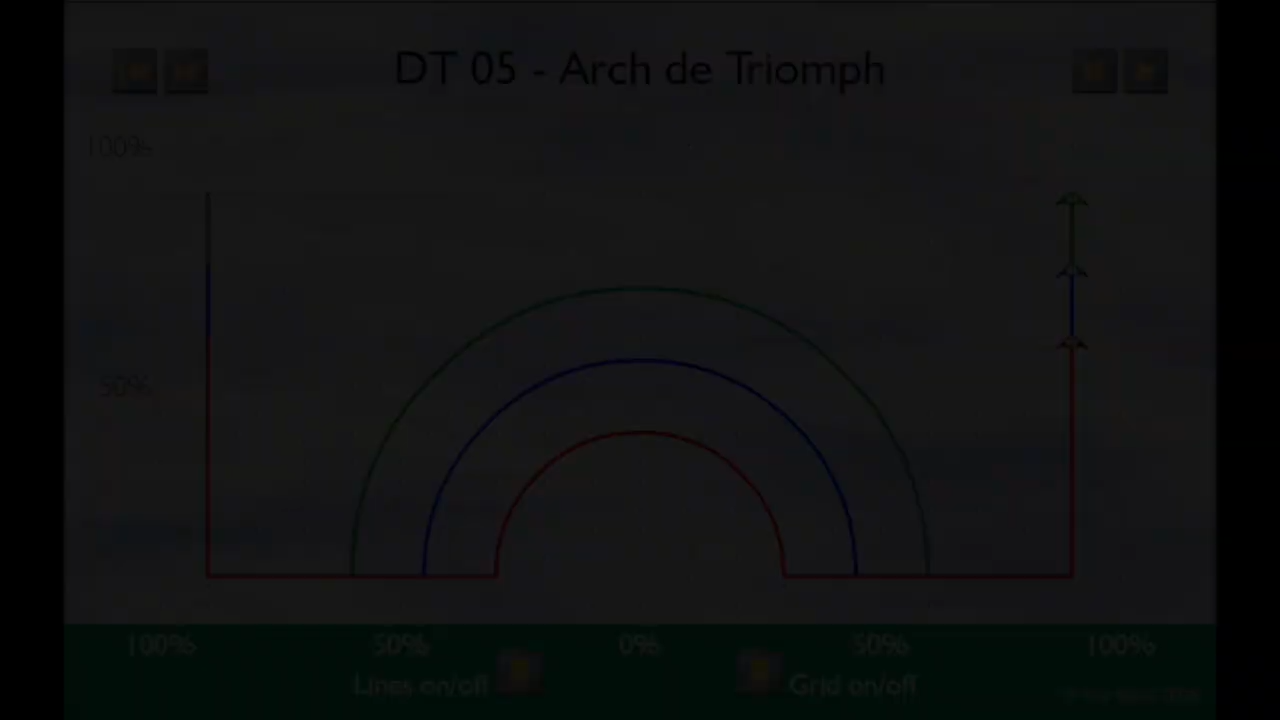 DT 05 - Arch de Triomph
100%
50%
100% 50% 0% 50% 100%
Lines on/off Grid on/off